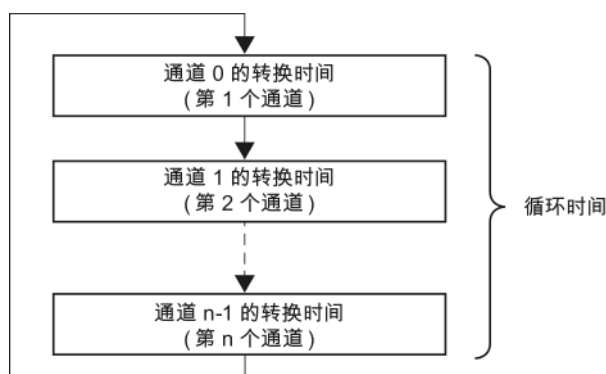 通道 0 的转换时间
(第 1 个通道)
通道 1 的转换时间
(第 2 个通道)
循环时间
通道 n-1 的转换时间
(第 n 个通道)